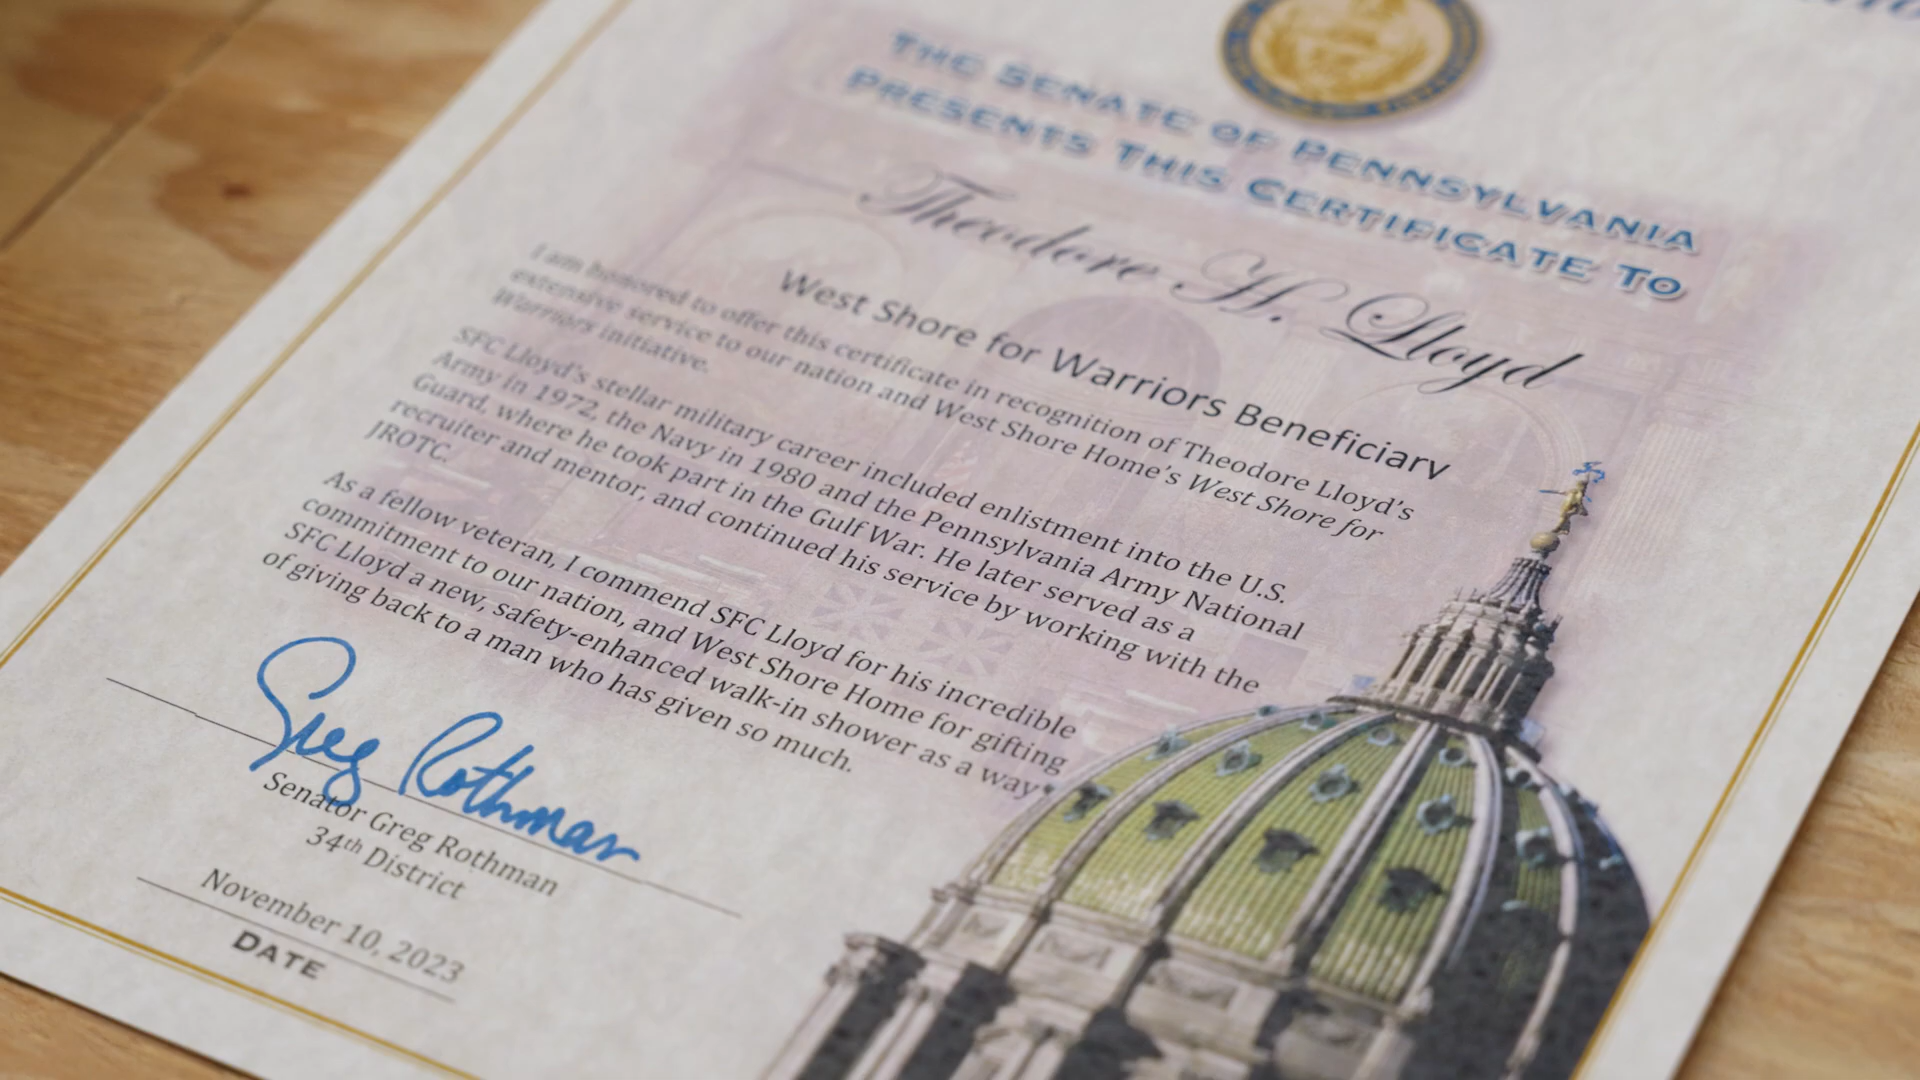 THE SENATE OF PENNSYLVANIA
PRESENTS THIS CERTIFICATE TO
Theodore H. Lloyd
West Shore for Warriors Beneficiary
I am honored to offer this certificate in recognition of Theodore Lloyd's
extensive service to our nation and West Shore Home's West Shore for
Warriors initiative.
SFC Lloyd's stellar military career included enlistment into the U.S.
Army in 1972, the Navy in 1980 and the Pennsylvania Army National
Guard, where he took part in the Gulf War. He later served as a
recruiter and mentor, and continued his service by working with the
JROTC.
As a fellow veteran, I commend SFC Lloyd for his incredible
commitment to our nation, and West Shore Home for gifting
SFC Lloyd a new, safety-enhanced walk-in shower as a way
of giving back to a man who has given so much.
Greg Rothman
Senator Greg Rothman
34th District
November 10, 2023
DATE